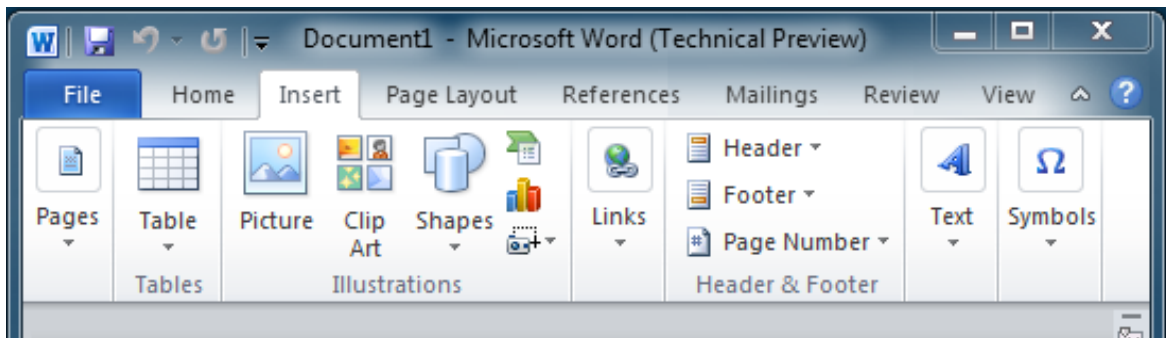 Document1 - Microsoft Word (Technical Preview)
File Home Insert Page Layout References Mailings Review View
Pages
Table
Picture
Clip
Art
Shapes
Links
Header
Footer
Page Number
Text
Symbols
Tables
Illustrations
Header & Footer